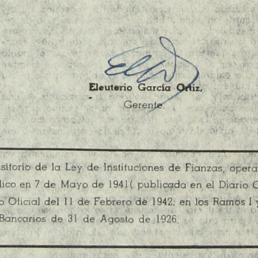 Eleuterio García Ortiz.
Gerente.
sitorio de la Ley de Instituciones de Fianzas, opera
lico en 7 de Mayo de 1941( publicada en el Diario O
o Oficial del 11 de Febrero de 1942, en los Ramos I y
Bancarios de 31 de Agosto de 1926.